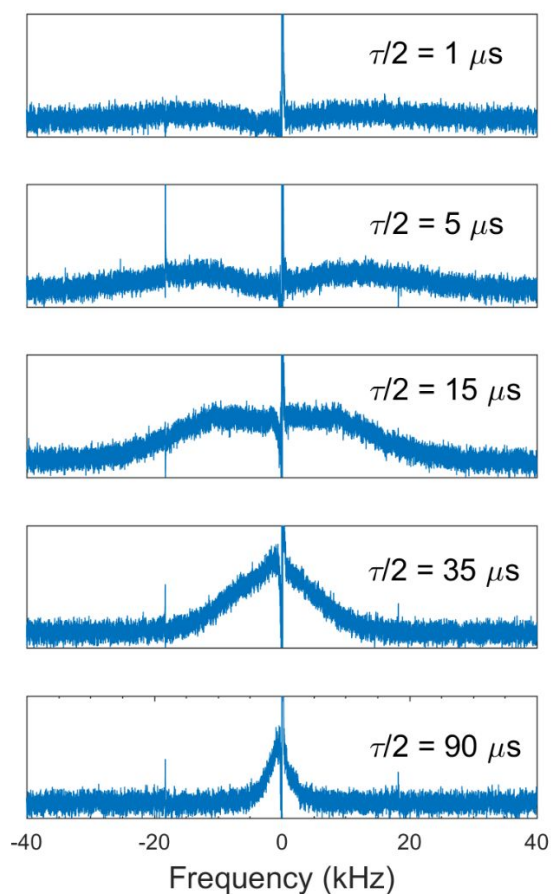 τ/2 = 1 μs
τ/2 = 5 μs
τ/2 = 15 μs
τ/2 = 35 μs
τ/2 = 90 μs
-40 -20 0 20 40
Frequency (kHz)